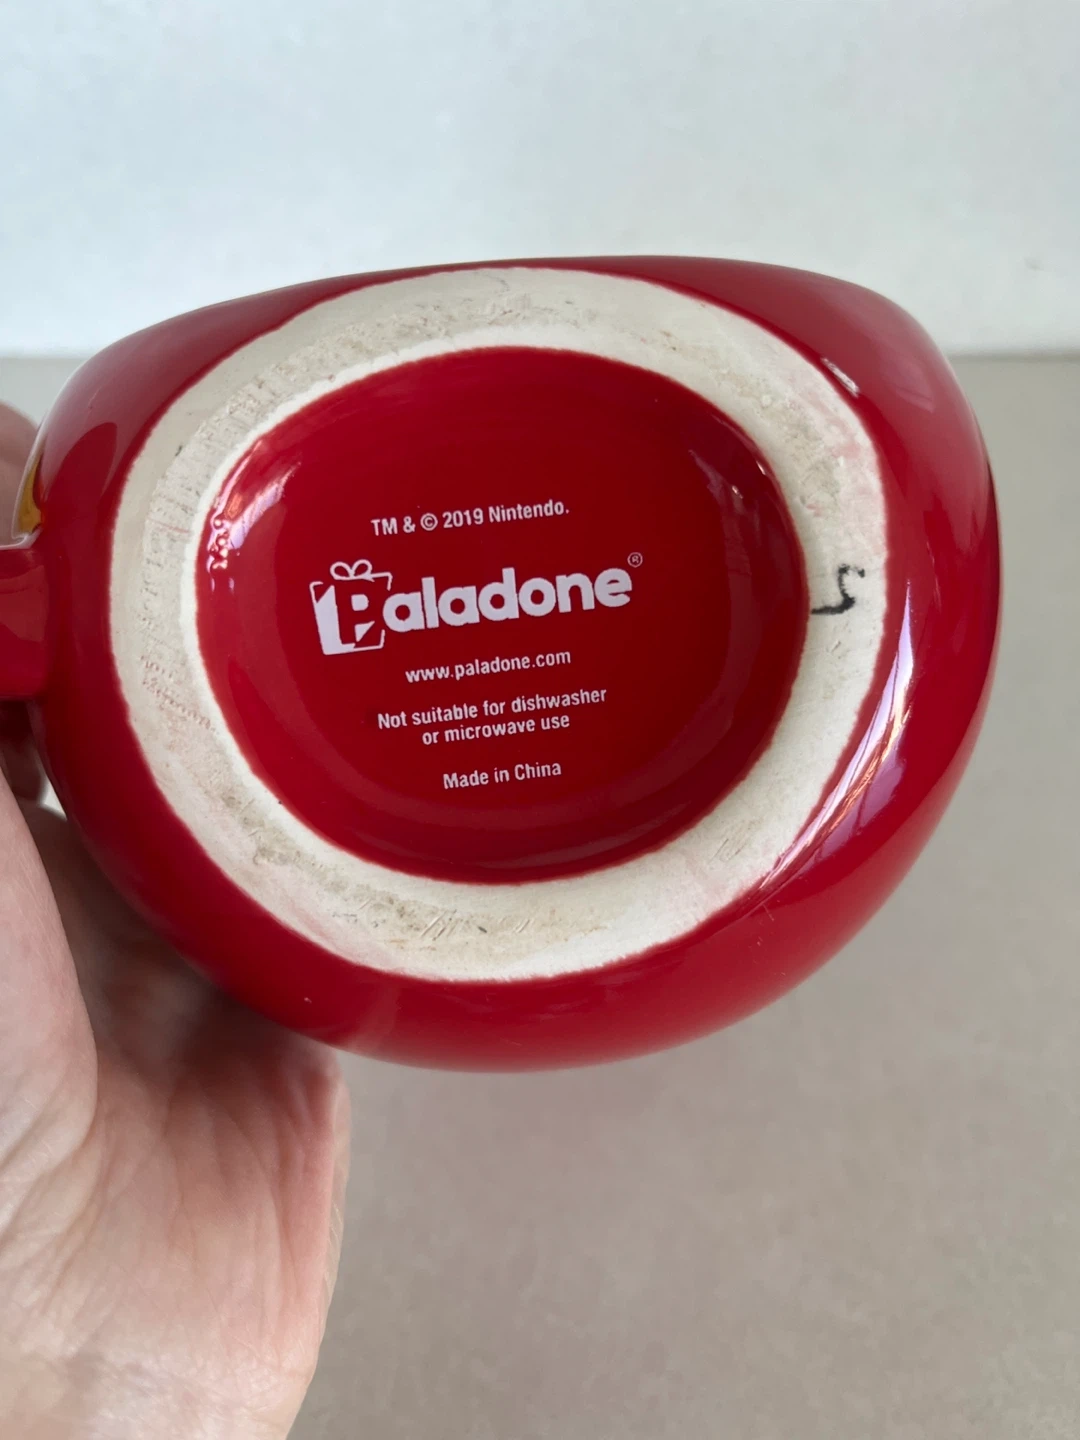 TM & © 2019 Nintendo.
Paladone®
www.paladone.com
Not suitable for dishwasher
or microwave use
Made in China